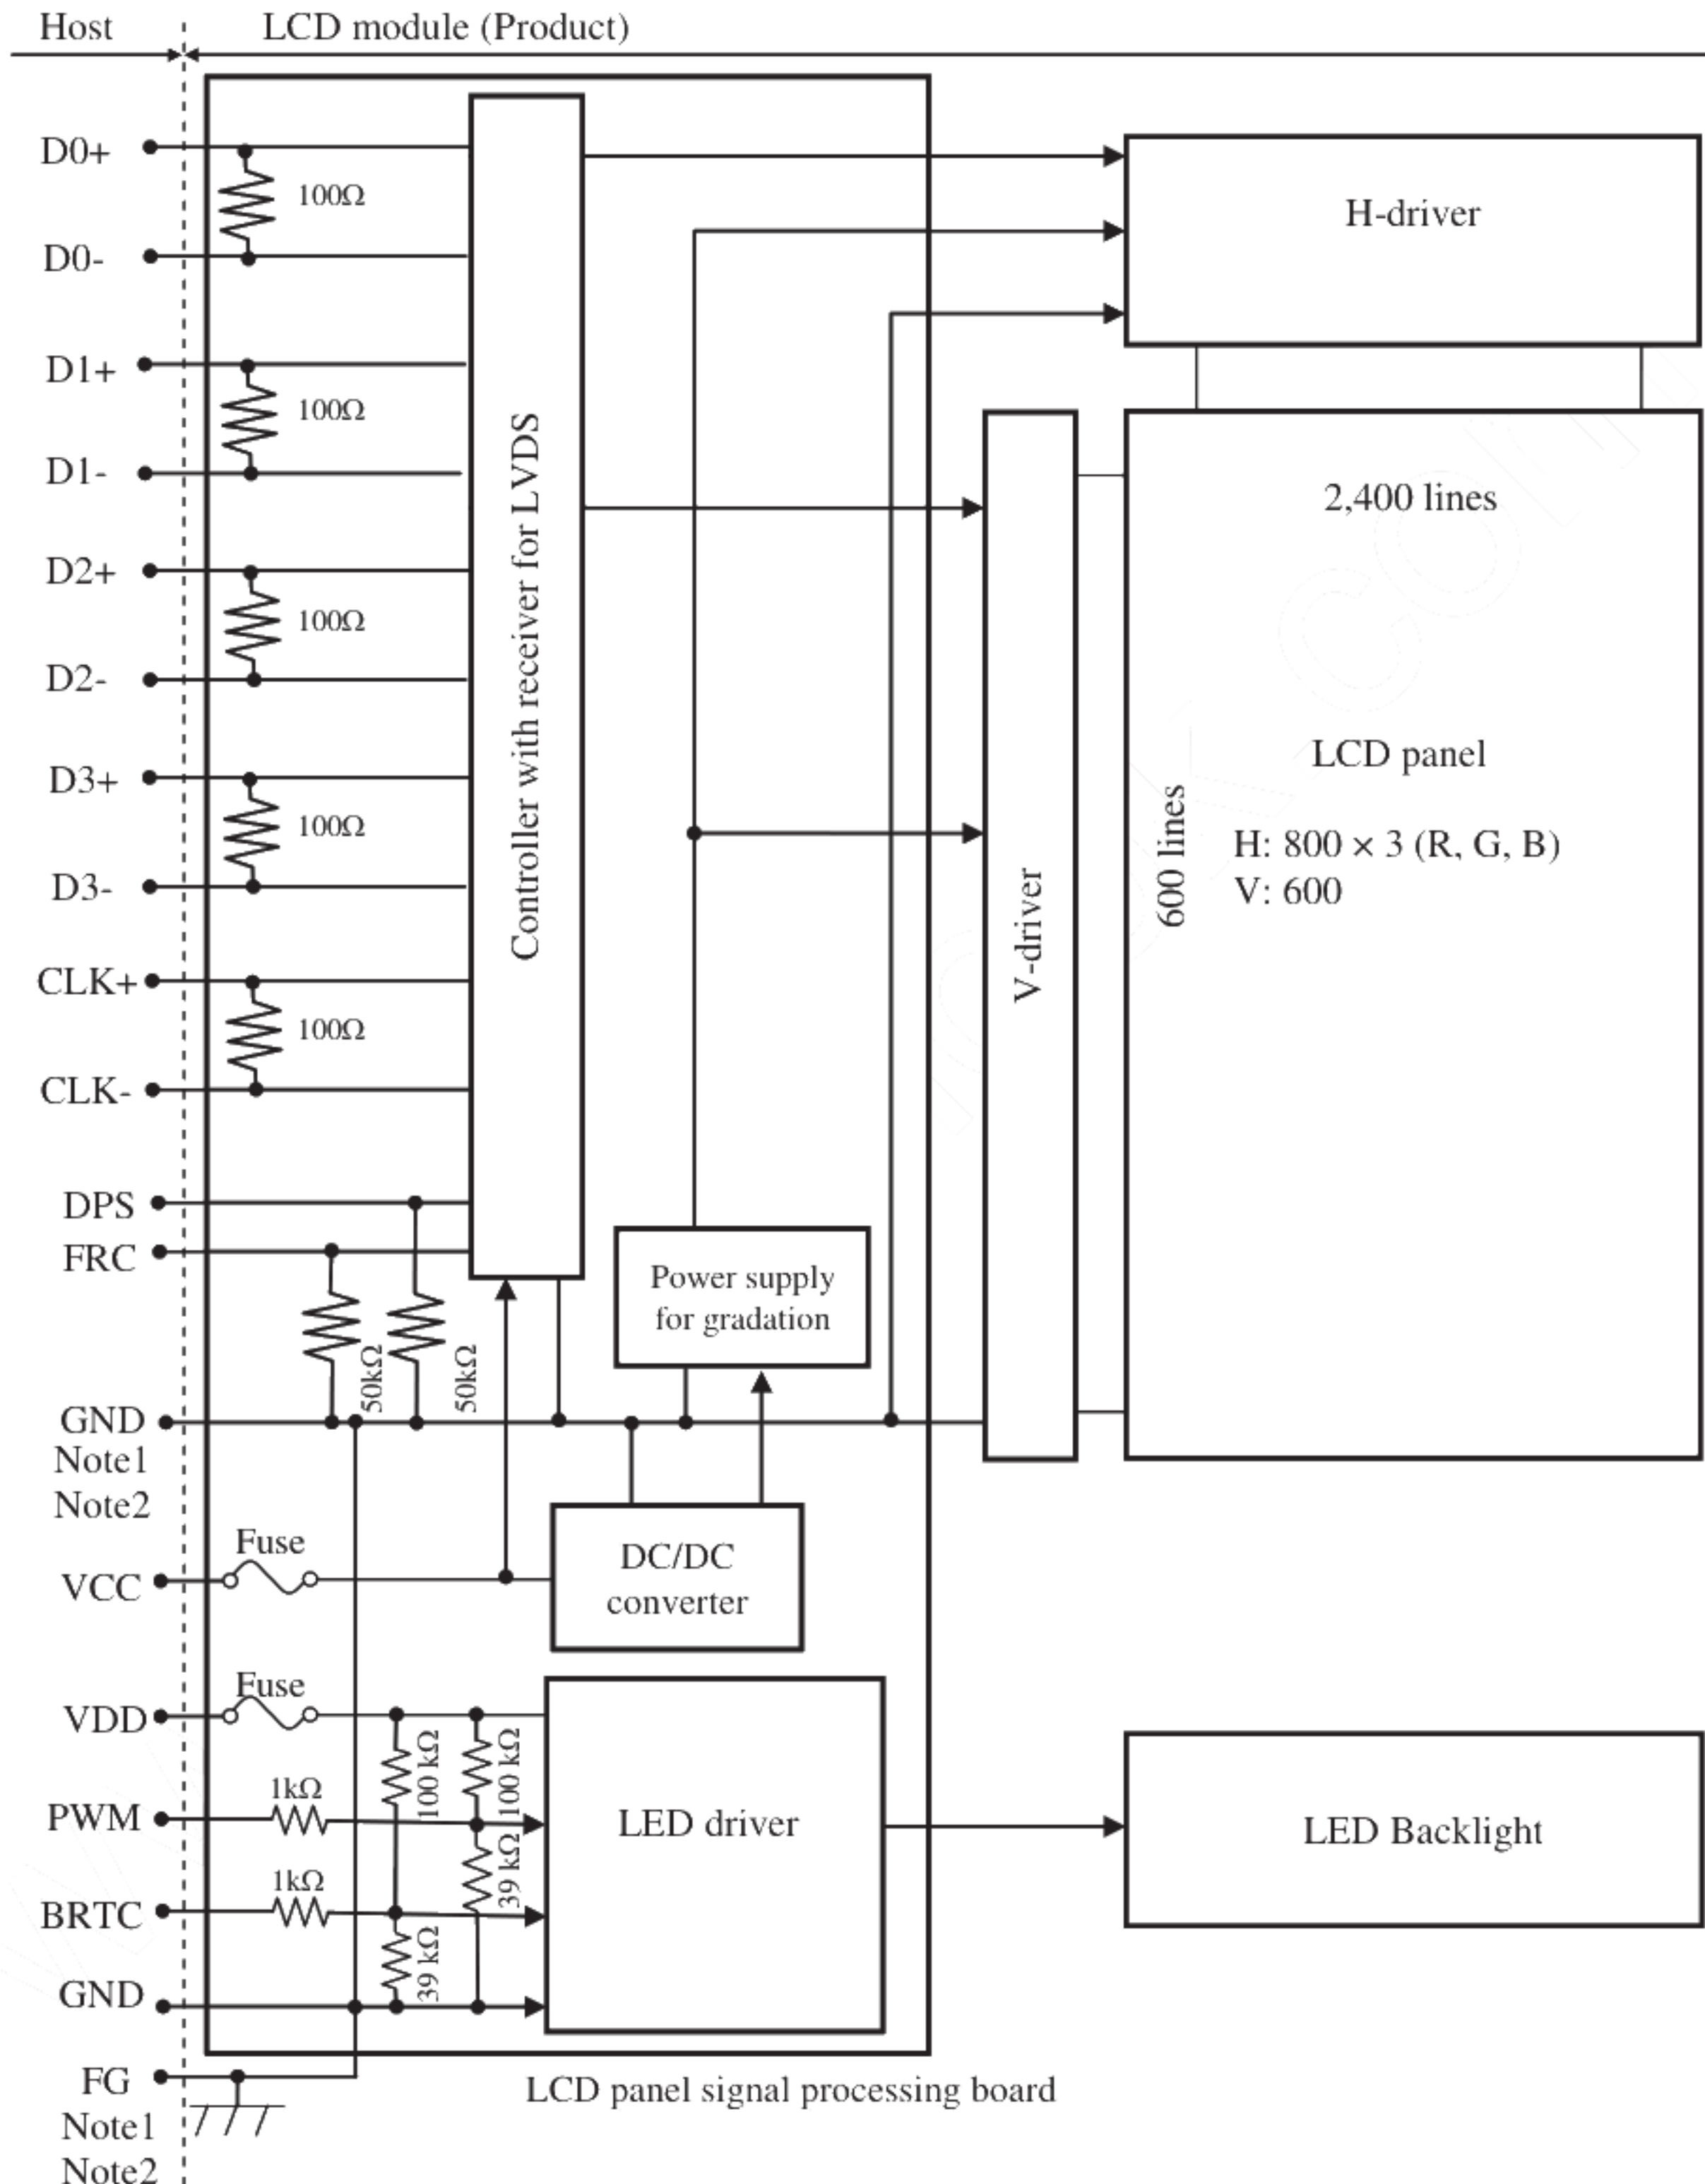 Host
LCD module (Product)
D0+
100Ω
D0-
D1+
100Ω
D1-
D2+
100Ω
D2-
D3+
100Ω
D3-
CLK+
100Ω
CLK-
DPS
FRC
50kΩ
50kΩ
GND
Note1
Note2
Fuse
VCC
Fuse
VDD
100 kΩ
100 kΩ
1kΩ
PWM
39 kΩ
1kΩ
BRTC
39 kΩ
GND
FG
Note1
Note2
Controller with receiver for LVDS
Power supply
for gradation
DC/DC
converter
LED driver
LCD panel signal processing board
H-driver
V-driver
2,400 lines
LCD panel
600 lines
H: 800 × 3 (R, G, B)
V: 600
LED Backlight